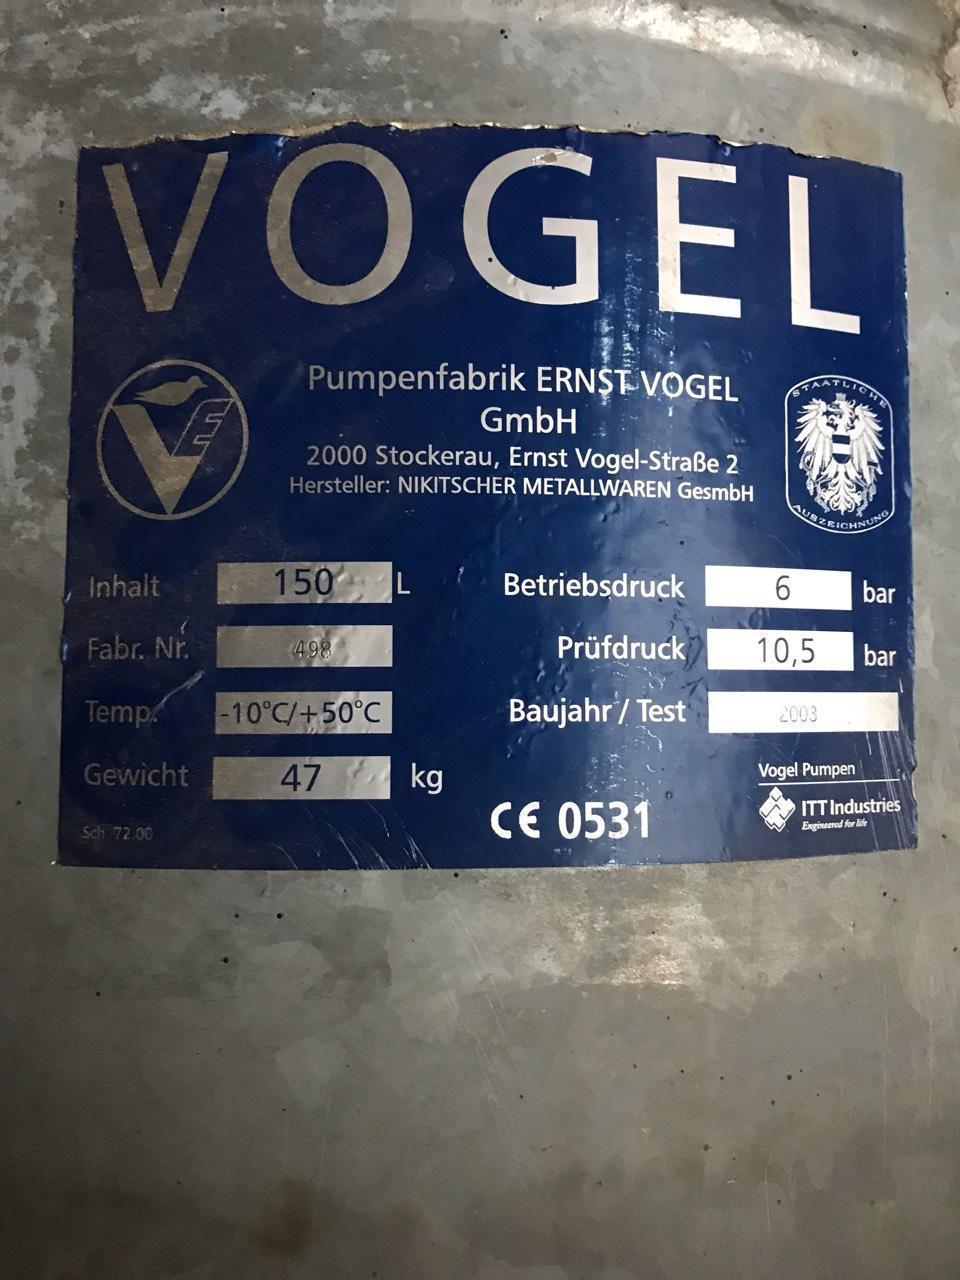 VOGEL
Pumpenfabrik ERNST VOGEL
GmbH
2000 Stockerau, Ernst Vogel-Straße 2
Hersteller: NIKITSCHER METALLWAREN GesmbH
VE
STAATLICHE
AUSZEICHNUNG
Inhalt 150 L
Betriebsdruck 6 bar
Fabr. Nr. 498
Prüfdruck 10,5 bar
Temp. -10°C/+50°C
Baujahr / Test 2003
Gewicht 47 kg
Vogel Pumpen
ITT Industries
Engineered for life
Sch 72.00
CE 0531